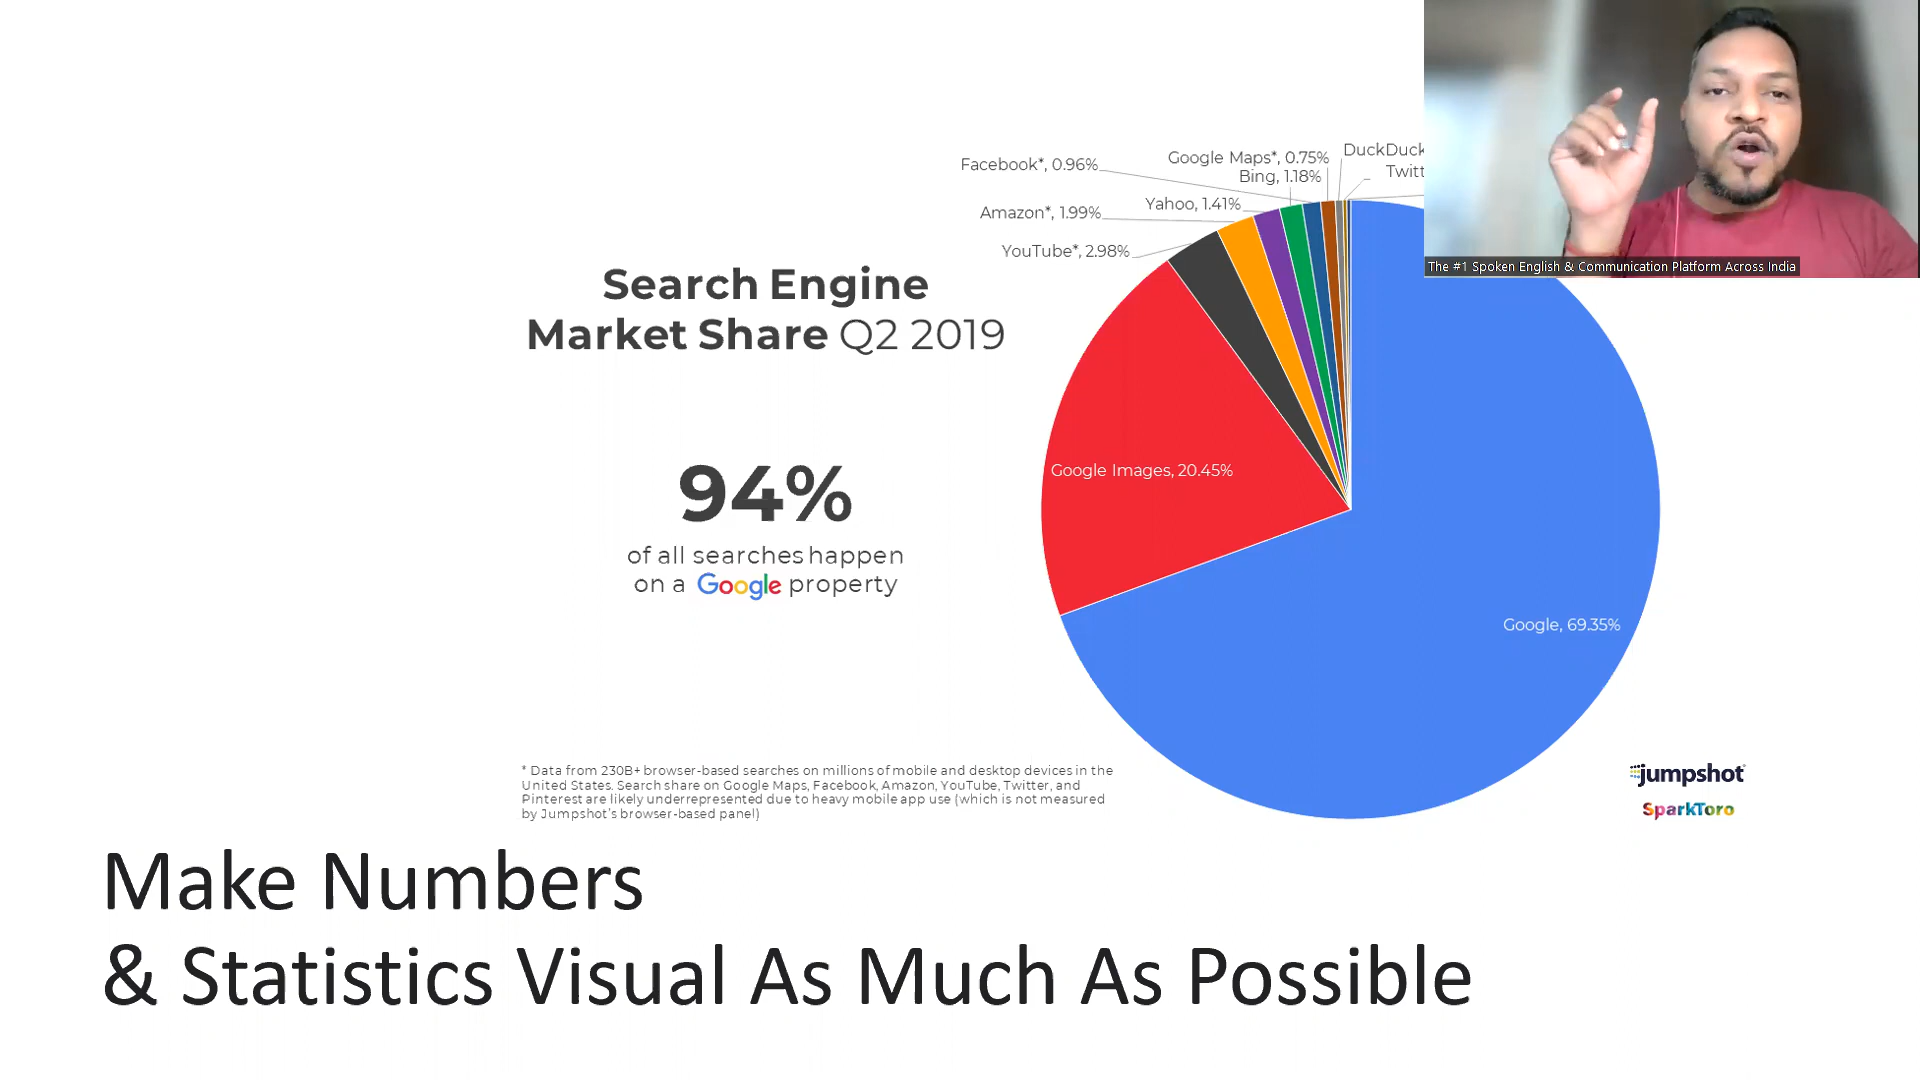 Facebook*, 0.96%
Google Maps*, 0.75%
DuckDuck
Bing, 1.18%
Twitt
Amazon*, 1.99%
Yahoo, 1.41%
YouTube*, 2.98%
The #1 Spoken English & Communication Platform Across India
Search Engine
Market Share Q2 2019
94%
of all searches happen
on a Google property
Google Images, 20.45%
Google, 69.35%
* Data from 230B+ browser-based searches on millions of mobile and desktop devices in the
United States. Search share on Google Maps, Facebook, Amazon, YouTube, Twitter, and
Pinterest are likely underrepresented due to heavy mobile app use (which is not measured
by Jumpshot's browser-based panel)
jumpshot
SparkToro
Make Numbers
& Statistics Visual As Much As Possible